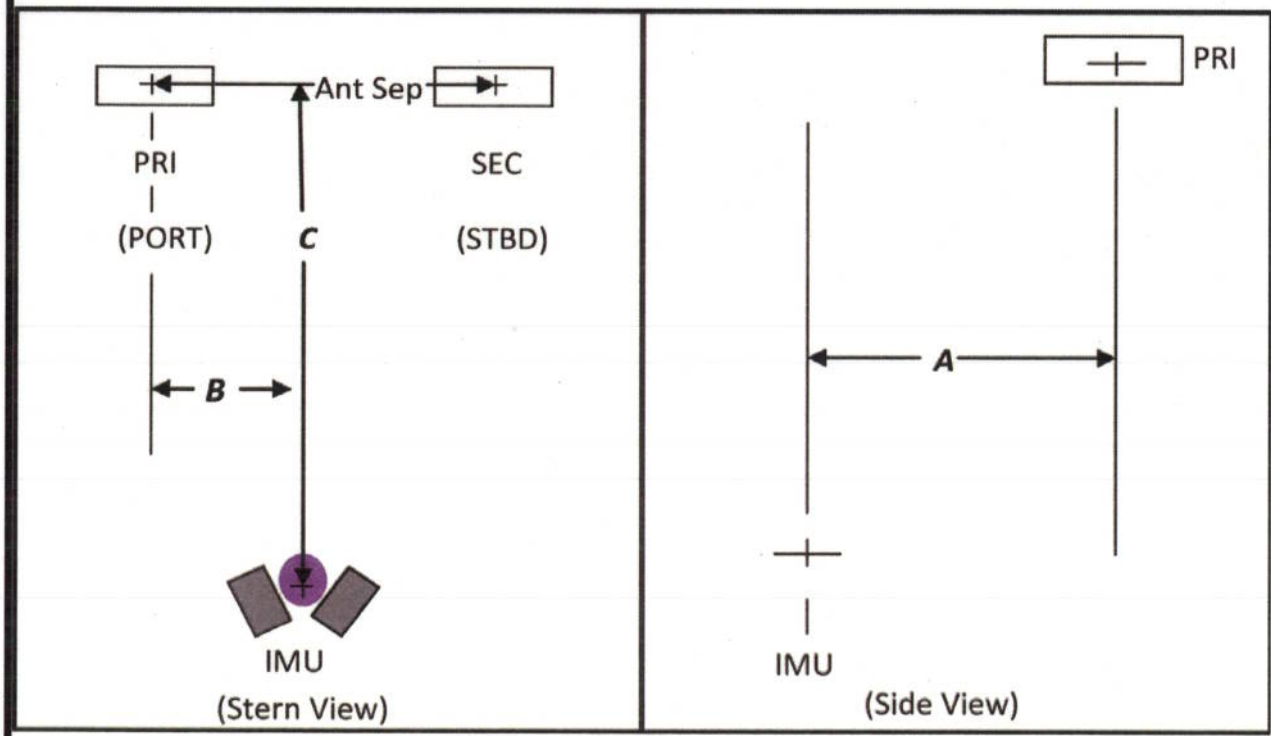 Ant Sep
PRI
SEC
(PORT)
C
(STBD)
B
IMU
(Stern View)
PRI
A
IMU
(Side View)